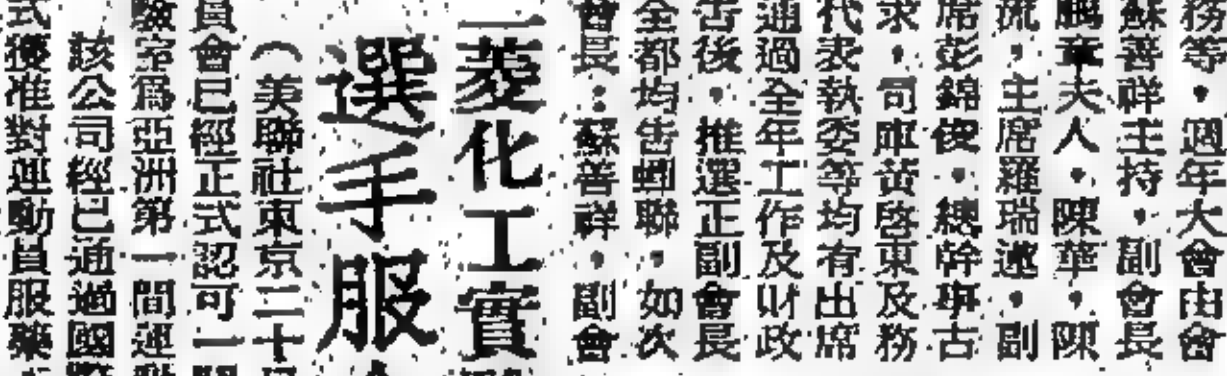 務等，週年大會由會
蘇善祥主持，副會長
鵬章夫人，陳華，陳
流，主席羅瑞遂，副
席彭錦俊，總幹事古
求，司庫黃啓東及務
代表執委等均有出席
通過全年工作及財政
告後，推選正副會長
全都均告蟬聯，如次
會長：蘇善祥，副會
菱化工實
選手服
（美聯社東京二十
員會已經正式認可一
驗室爲亞洲第一間運
該公司經已通過國
式獲准對運動員服藥